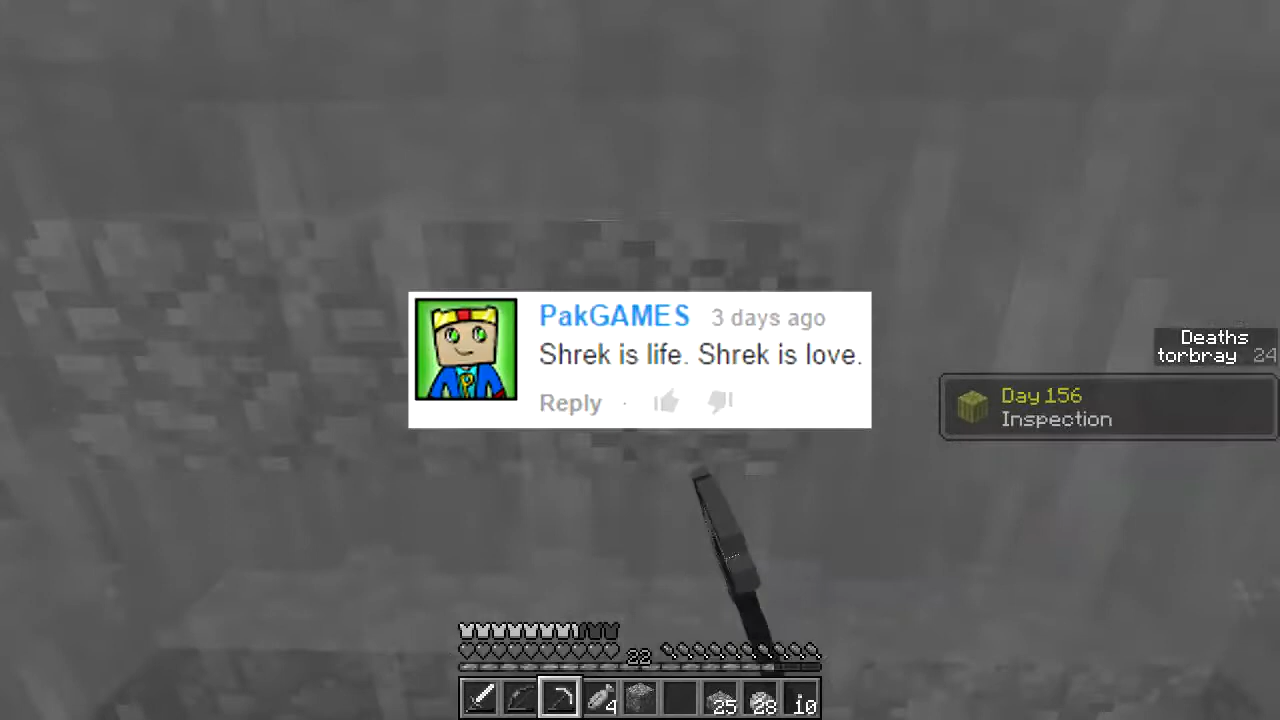 PakGAMES 3 days ago
Shrek is life. Shrek is love.
Reply ·
Deaths
torbray 24
Day 156
Inspection
22
4
25
28
10